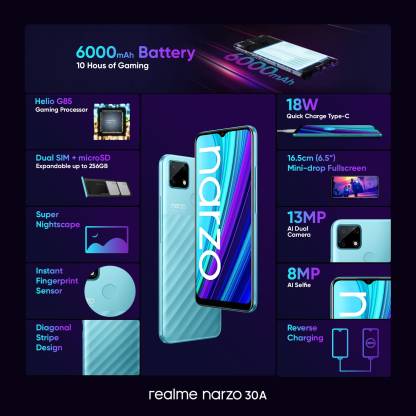 6000mAh Battery
10 Hous of Gaming
6000mAh
Helio G85
Gaming Processor
18W
Quick Charge Type-C
Dual SIM + microSD
Expandable up to 256GB
16.5cm (6.5”)
Mini-drop Fullscreen
narzo
narzo
Super
Nightscape
13MP
AI Dual
Camera
Instant
Fingerprint
Sensor
8MP
AI Selfie
n
Diagonal
Stripe
Design
Reverse
Charging
realme narzo 30A